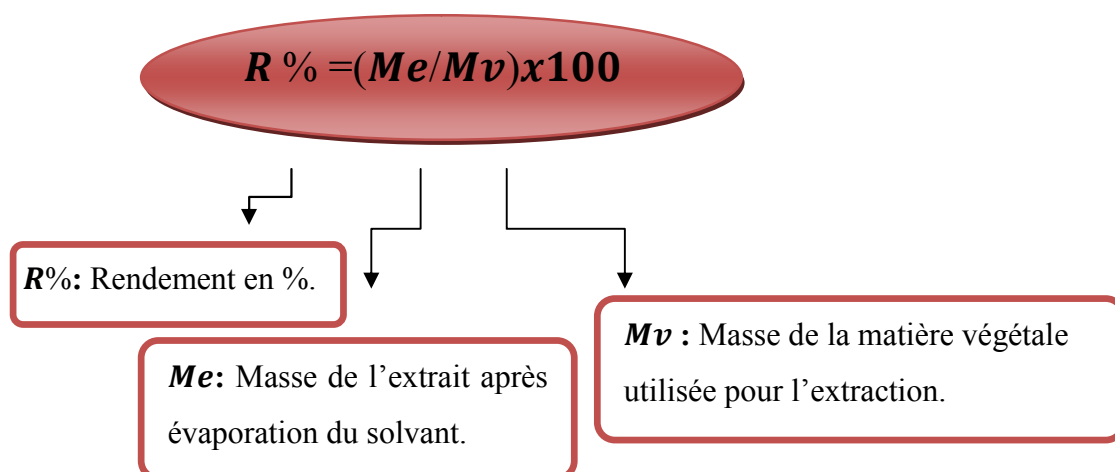 R % =(Me/Mv)x100
R%: Rendement en %.
Me: Masse de l’extrait après
évaporation du solvant.
Mv : Masse de la matière végétale
utilisée pour l’extraction.